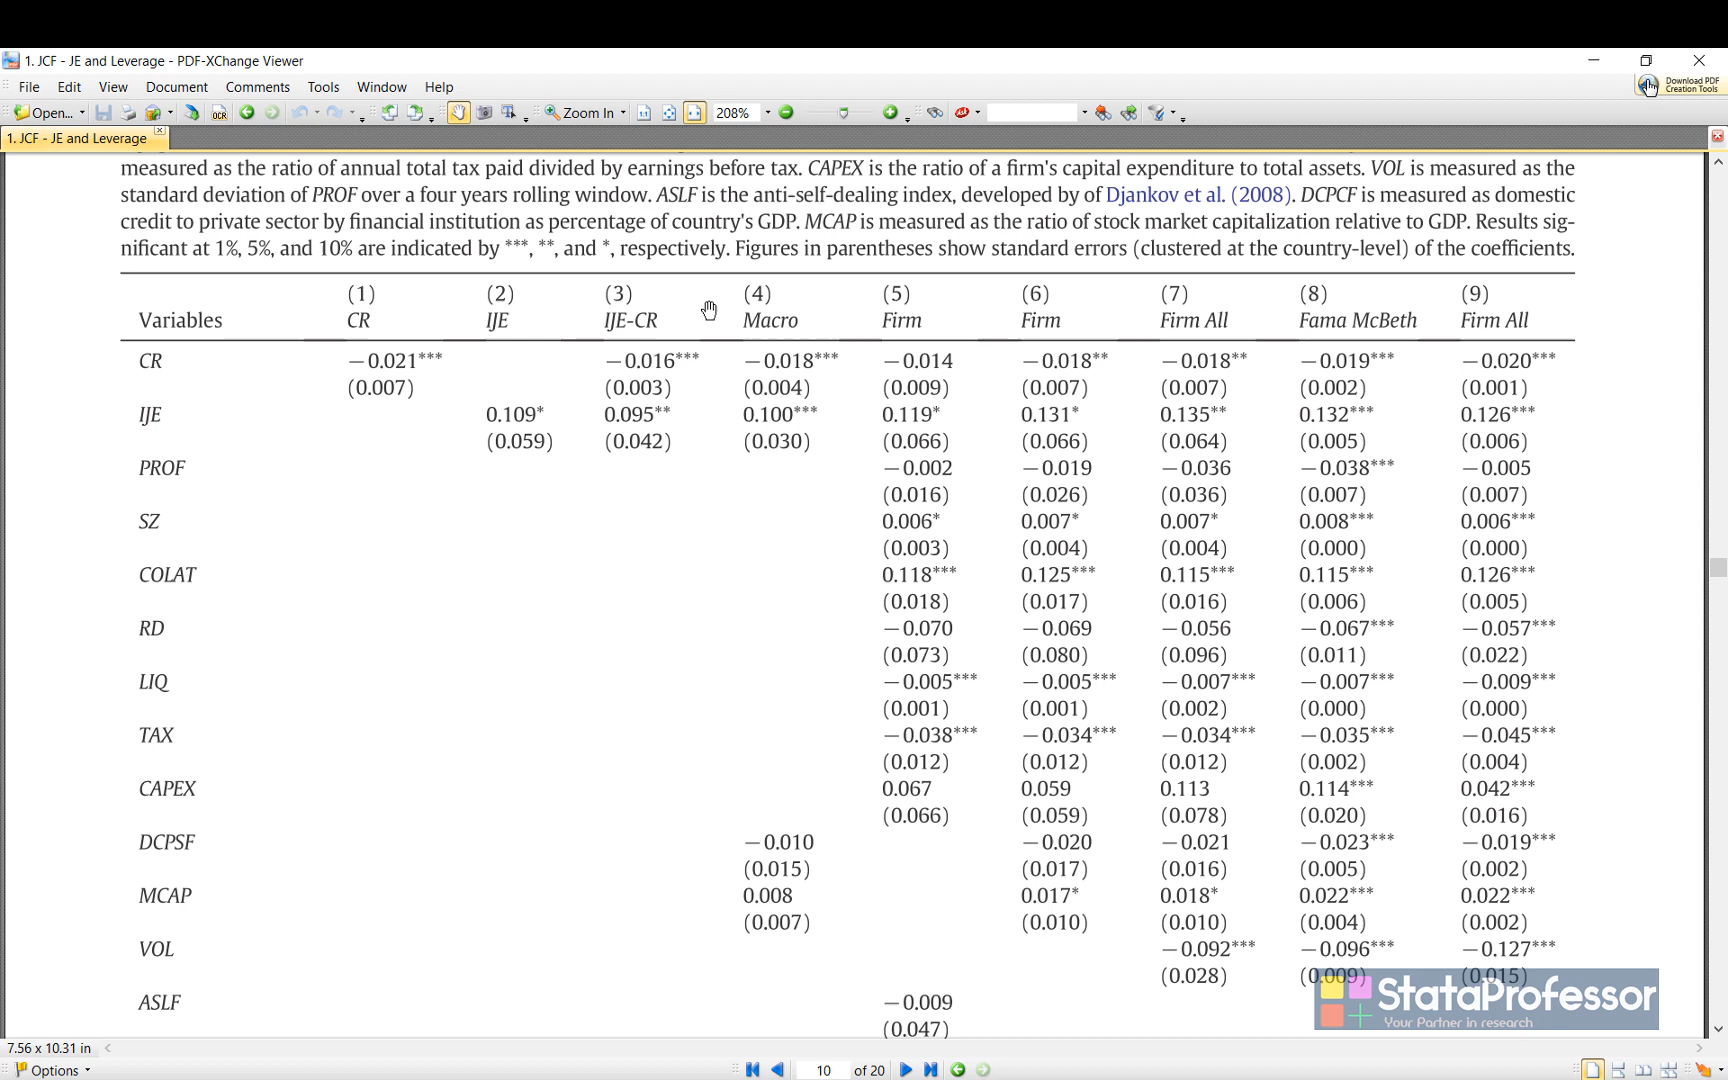 1. JCF - JE and Leverage - PDF-XChange Viewer
File Edit View Document Comments Tools Window Help
Download PDF
Creation Tools
Open... OCR Zoom In 208%
1. JCF - JE and Leverage
measured as the ratio of annual total tax paid divided by earnings before tax. CAPEX is the ratio of a firm's capital expenditure to total assets. VOL is measured as the
standard deviation of PROF over a four years rolling window. ASLF is the anti-self-dealing index, developed by of Djankov et al. (2008). DCPCF is measured as domestic
credit to private sector by financial institution as percentage of country's GDP. MCAP is measured as the ratio of stock market capitalization relative to GDP. Results sig-
nificant at 1%, 5%, and 10% are indicated by ***, **, and *, respectively. Figures in parentheses show standard errors (clustered at the country-level) of the coefficients.
(1) (2) (3) (4) (5) (6) (7) (8) (9)
Variables CR IJE IJE-CR Macro Firm Firm Firm All Fama McBeth Firm All
CR −0.021*** −0.016*** −0.018*** −0.014 −0.018** −0.018** −0.019*** −0.020***
(0.007) (0.003) (0.004) (0.009) (0.007) (0.007) (0.002) (0.001)
IJE 0.109* 0.095** 0.100*** 0.119* 0.131* 0.135** 0.132*** 0.126***
(0.059) (0.042) (0.030) (0.066) (0.066) (0.064) (0.005) (0.006)
PROF −0.002 −0.019 −0.036 −0.038*** −0.005
(0.016) (0.026) (0.036) (0.007) (0.007)
SZ 0.006* 0.007* 0.007* 0.008*** 0.006***
(0.003) (0.004) (0.004) (0.000) (0.000)
COLAT 0.118*** 0.125*** 0.115*** 0.115*** 0.126***
(0.018) (0.017) (0.016) (0.006) (0.005)
RD −0.070 −0.069 −0.056 −0.067*** −0.057***
(0.073) (0.080) (0.096) (0.011) (0.022)
LIQ −0.005*** −0.005*** −0.007*** −0.007*** −0.009***
(0.001) (0.001) (0.002) (0.000) (0.000)
TAX −0.038*** −0.034*** −0.034*** −0.035*** −0.045***
(0.012) (0.012) (0.012) (0.002) (0.004)
CAPEX 0.067 0.059 0.113 0.114*** 0.042***
(0.066) (0.059) (0.078) (0.020) (0.016)
DCPSF −0.010 −0.020 −0.021 −0.023*** −0.019***
(0.015) (0.017) (0.016) (0.005) (0.002)
MCAP 0.008 0.017* 0.018* 0.022*** 0.022***
(0.007) (0.010) (0.010) (0.004) (0.002)
VOL −0.092*** −0.096*** −0.127***
(0.028) (0.009) (0.015)
ASLF −0.009
(0.047)
StataProfessor
Your Partner in research
7.56 x 10.31 in
Options 10 of 20